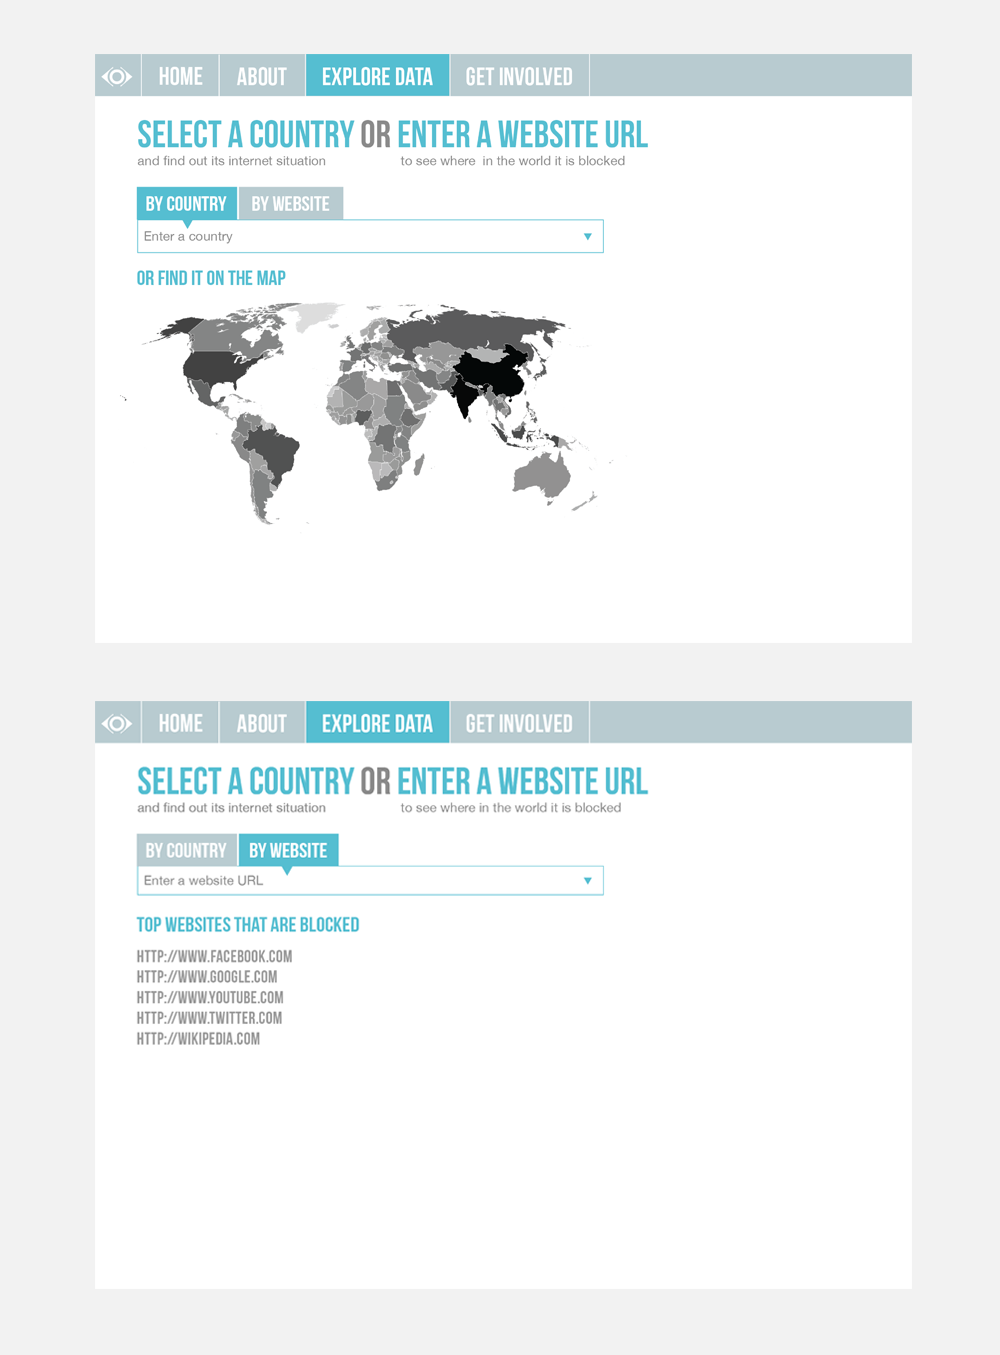 HOME ABOUT EXPLORE DATA GET INVOLVED
SELECT A COUNTRY OR ENTER A WEBSITE URL
and find out its internet situation to see where in the world it is blocked
BY COUNTRY BY WEBSITE
Enter a country
OR FIND IT ON THE MAP
HOME ABOUT EXPLORE DATA GET INVOLVED
SELECT A COUNTRY OR ENTER A WEBSITE URL
and find out its internet situation to see where in the world it is blocked
BY COUNTRY BY WEBSITE
Enter a website URL
TOP WEBSITES THAT ARE BLOCKED
HTTP://WWW.FACEBOOK.COM
HTTP://WWW.GOOGLE.COM
HTTP://WWW.YOUTUBE.COM
HTTP://WWW.TWITTER.COM
HTTP://WIKIPEDIA.COM